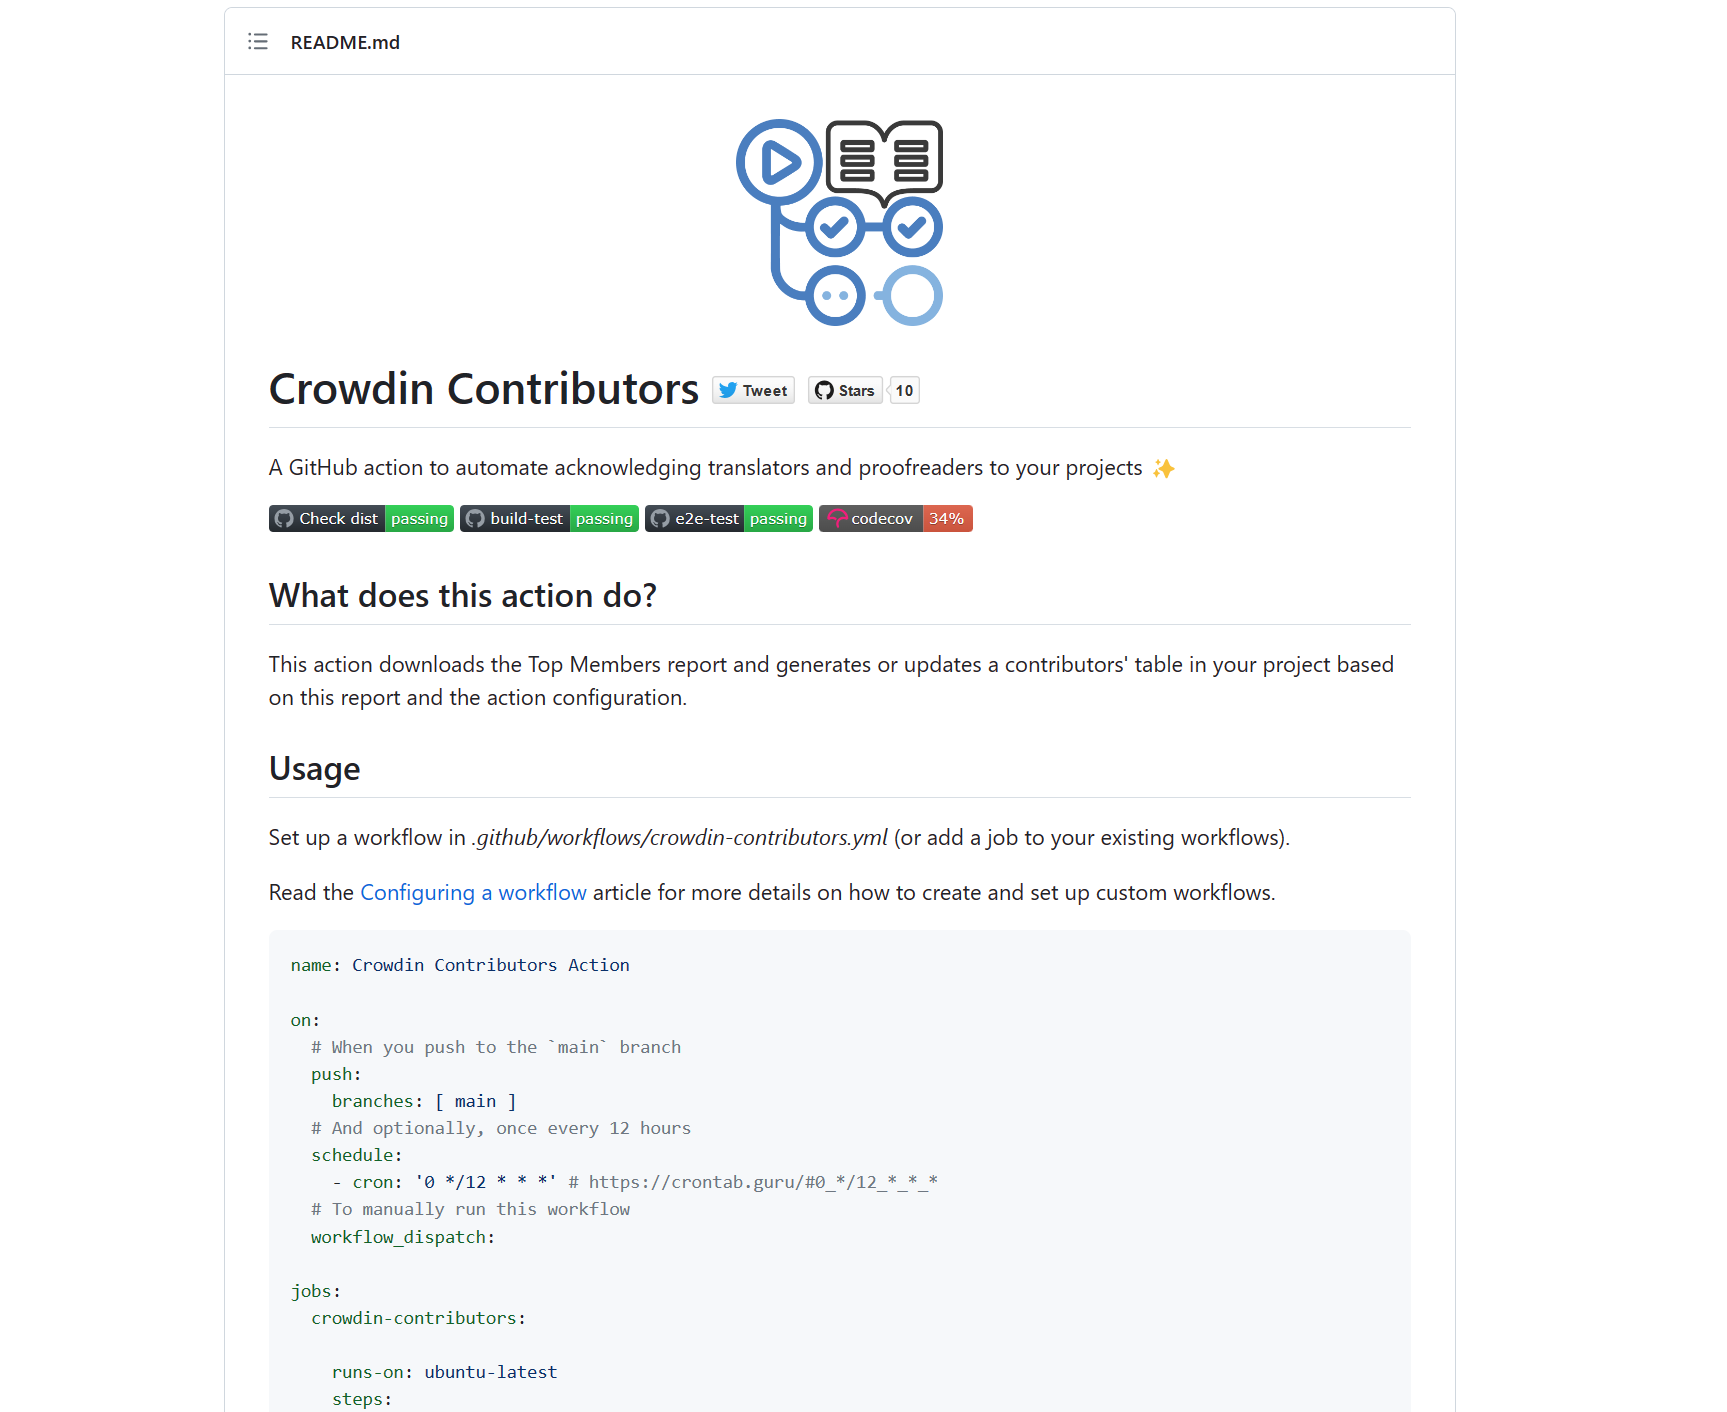 README.md
Crowdin Contributors Tweet Stars 10
A GitHub action to automate acknowledging translators and proofreaders to your projects ✨
Check dist passing build-test passing e2e-test passing codecov 34%
What does this action do?
This action downloads the Top Members report and generates or updates a contributors' table in your project based
on this report and the action configuration.
Usage
Set up a workflow in .github/workflows/crowdin-contributors.yml (or add a job to your existing workflows).
Read the Configuring a workflow article for more details on how to create and set up custom workflows.
name: Crowdin Contributors Action
on:
  # When you push to the `main` branch
  push:
    branches: [ main ]
  # And optionally, once every 12 hours
  schedule:
    - cron: '0 */12 * * *' # https://crontab.guru/#0_*/12_*_*_*
  # To manually run this workflow
  workflow_dispatch:
jobs:
  crowdin-contributors:
    runs-on: ubuntu-latest
    steps: